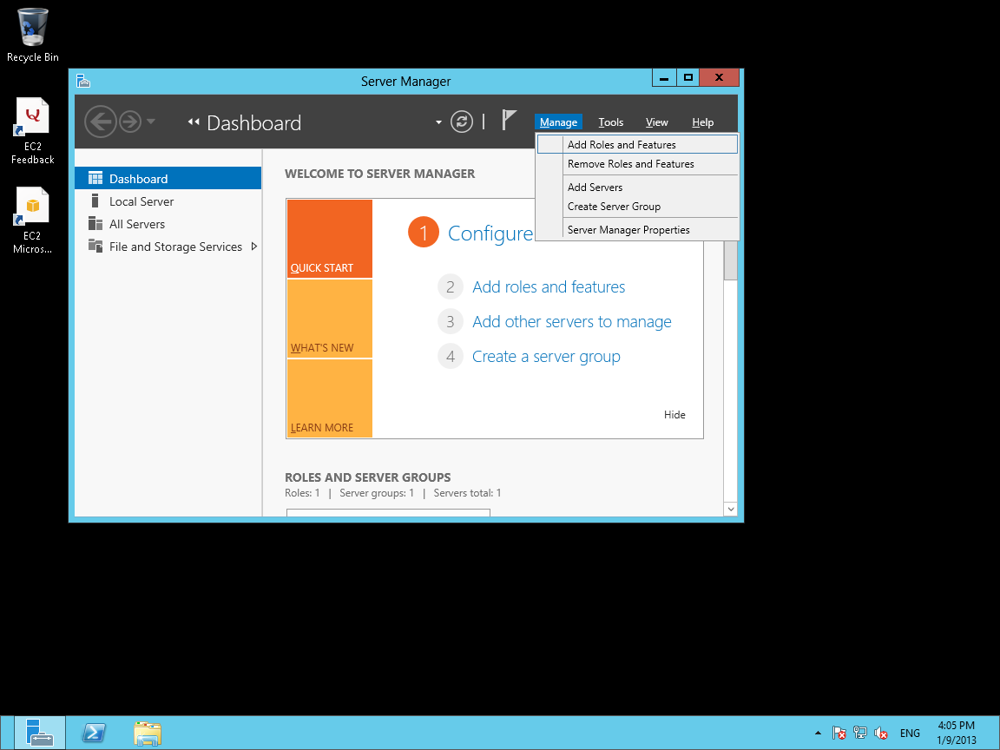 Recycle Bin
EC2
Feedback
EC2
Micros...
Server Manager
Dashboard
Manage
Tools
View
Help
Add Roles and Features
Remove Roles and Features
Add Servers
Create Server Group
Server Manager Properties
Dashboard
Local Server
All Servers
File and Storage Services
WELCOME TO SERVER MANAGER
QUICK START
WHAT'S NEW
LEARN MORE
1 Configure
2 Add roles and features
3 Add other servers to manage
4 Create a server group
Hide
ROLES AND SERVER GROUPS
Roles: 1 | Server groups: 1 | Servers total: 1
ENG
4:05 PM
1/9/2013